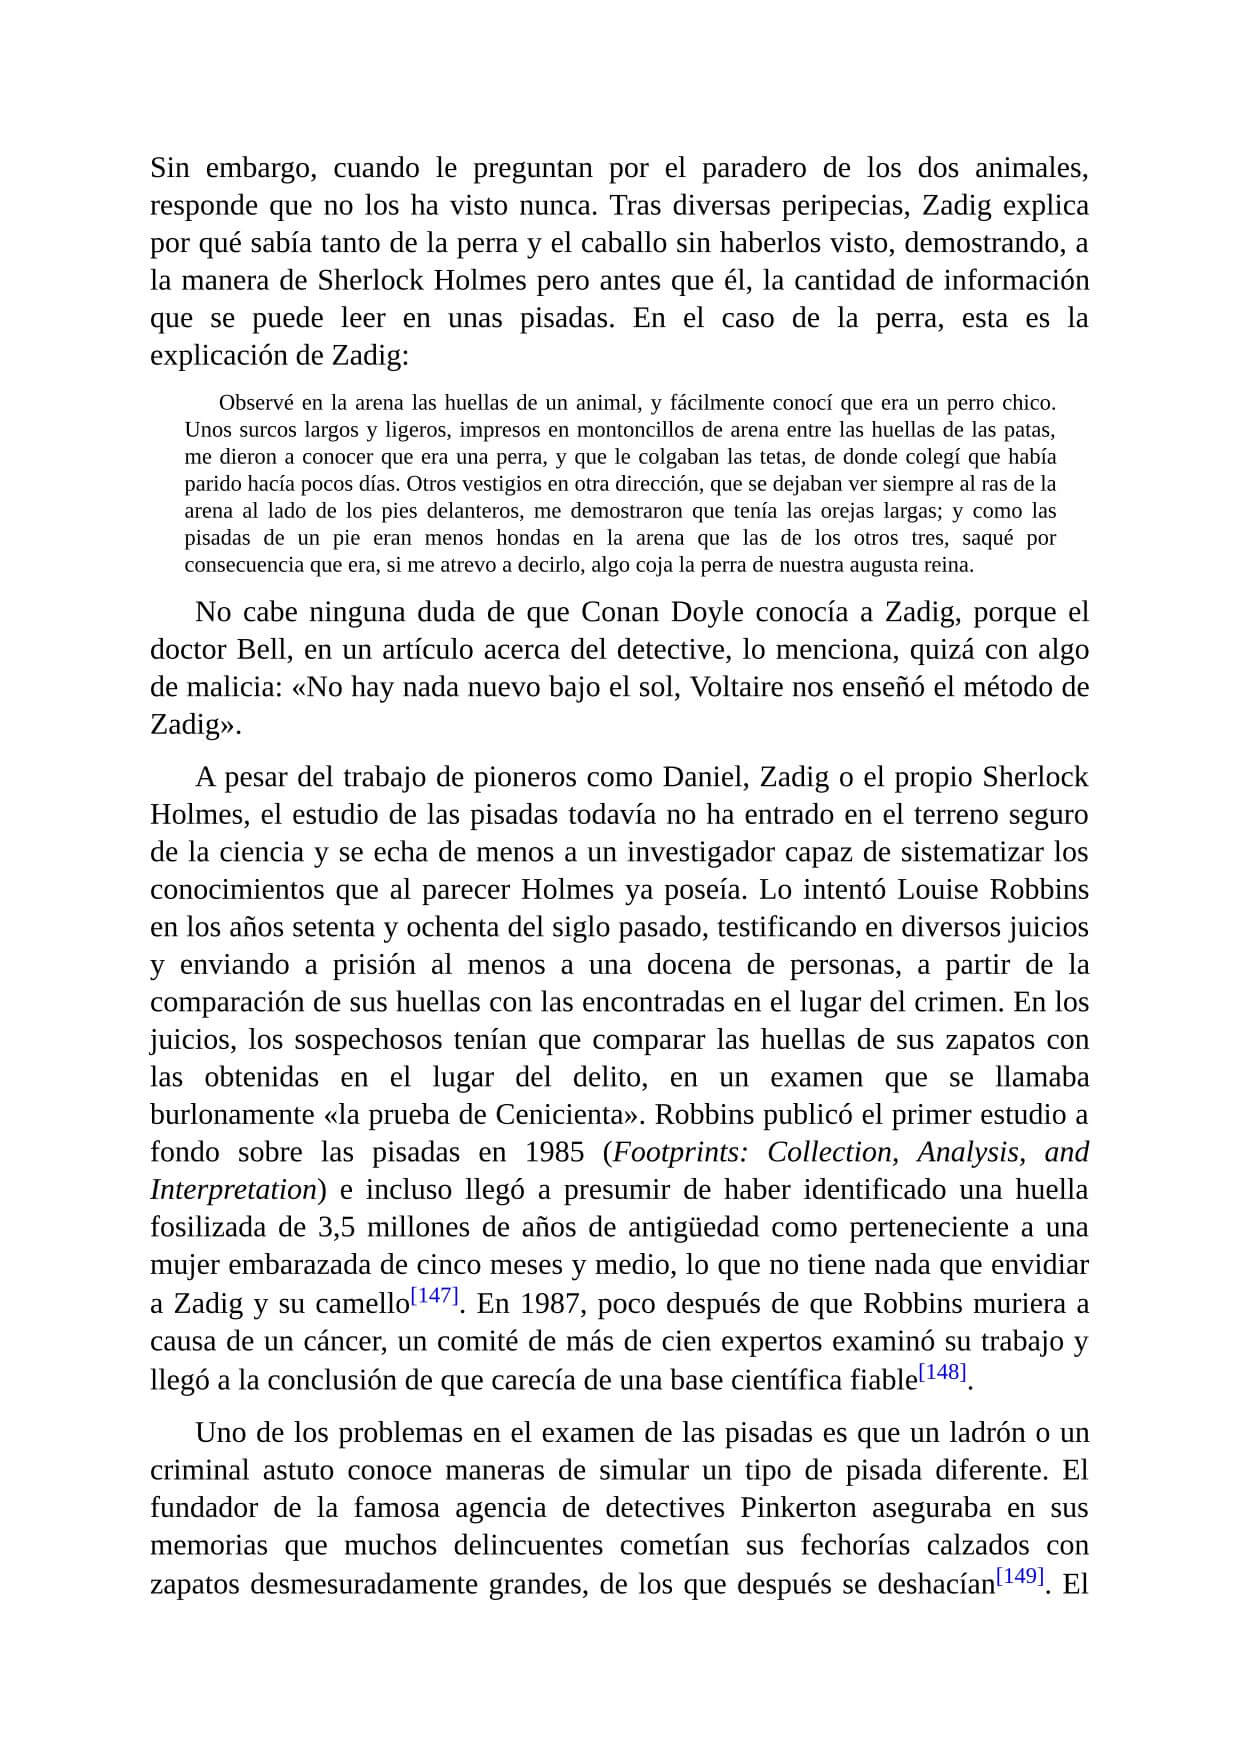 Sin embargo, cuando le preguntan por el paradero de los dos animales,
responde que no los ha visto nunca. Tras diversas peripecias, Zadig explica
por qué sabía tanto de la perra y el caballo sin haberlos visto, demostrando, a
la manera de Sherlock Holmes pero antes que él, la cantidad de información
que se puede leer en unas pisadas. En el caso de la perra, esta es la
explicación de Zadig:
Observé en la arena las huellas de un animal, y fácilmente conocí que era un perro chico.
Unos surcos largos y ligeros, impresos en montoncillos de arena entre las huellas de las patas,
me dieron a conocer que era una perra, y que le colgaban las tetas, de donde colegí que había
parido hacía pocos días. Otros vestigios en otra dirección, que se dejaban ver siempre al ras de la
arena al lado de los pies delanteros, me demostraron que tenía las orejas largas; y como las
pisadas de un pie eran menos hondas en la arena que las de los otros tres, saqué por
consecuencia que era, si me atrevo a decirlo, algo coja la perra de nuestra augusta reina.
No cabe ninguna duda de que Conan Doyle conocía a Zadig, porque el
doctor Bell, en un artículo acerca del detective, lo menciona, quizá con algo
de malicia: «No hay nada nuevo bajo el sol, Voltaire nos enseñó el método de
Zadig».
A pesar del trabajo de pioneros como Daniel, Zadig o el propio Sherlock
Holmes, el estudio de las pisadas todavía no ha entrado en el terreno seguro
de la ciencia y se echa de menos a un investigador capaz de sistematizar los
conocimientos que al parecer Holmes ya poseía. Lo intentó Louise Robbins
en los años setenta y ochenta del siglo pasado, testificando en diversos juicios
y enviando a prisión al menos a una docena de personas, a partir de la
comparación de sus huellas con las encontradas en el lugar del crimen. En los
juicios, los sospechosos tenían que comparar las huellas de sus zapatos con
las obtenidas en el lugar del delito, en un examen que se llamaba
burlonamente «la prueba de Cenicienta». Robbins publicó el primer estudio a
fondo sobre las pisadas en 1985 (Footprints: Collection, Analysis, and
Interpretation) e incluso llegó a presumir de haber identificado una huella
fosilizada de 3,5 millones de años de antigüedad como perteneciente a una
mujer embarazada de cinco meses y medio, lo que no tiene nada que envidiar
a Zadig y su camello[147]. En 1987, poco después de que Robbins muriera a
causa de un cáncer, un comité de más de cien expertos examinó su trabajo y
llegó a la conclusión de que carecía de una base científica fiable[148].
Uno de los problemas en el examen de las pisadas es que un ladrón o un
criminal astuto conoce maneras de simular un tipo de pisada diferente. El
fundador de la famosa agencia de detectives Pinkerton aseguraba en sus
memorias que muchos delincuentes cometían sus fechorías calzados con
zapatos desmesuradamente grandes, de los que después se deshacían[149]. El